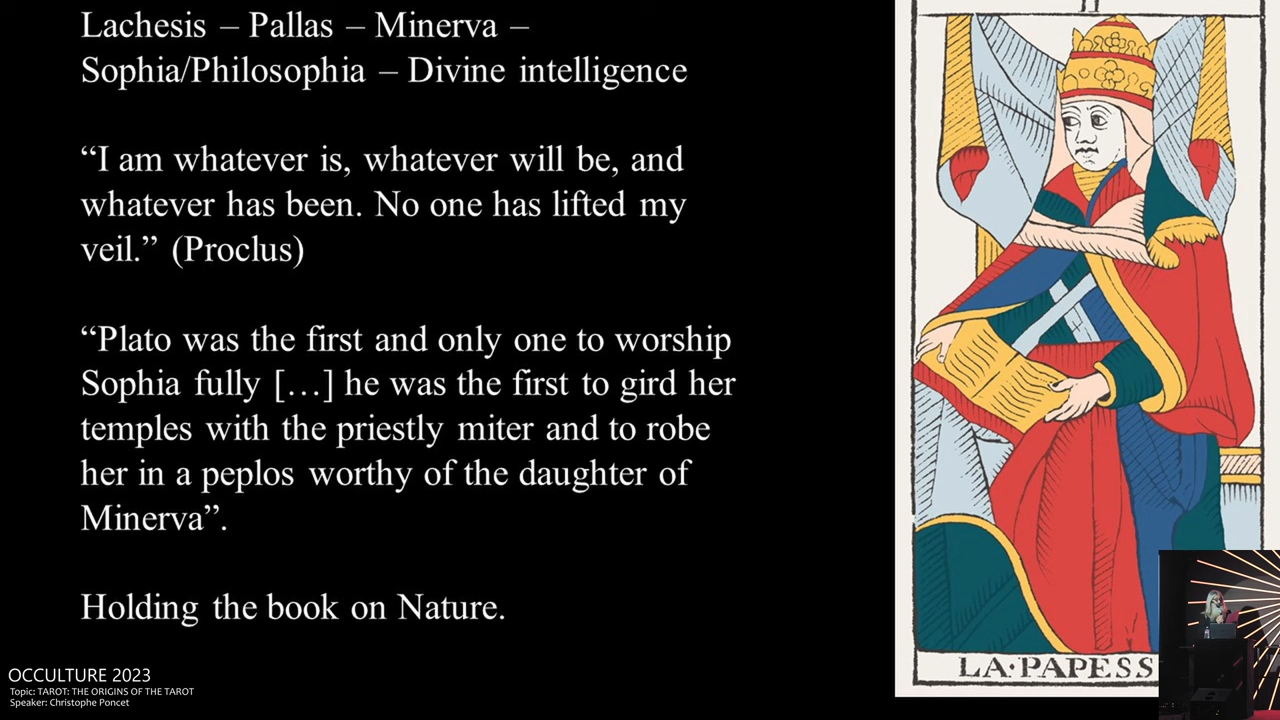 Lachesis – Pallas – Minerva –
Sophia/Philosophia – Divine intelligence
“I am whatever is, whatever will be, and
whatever has been. No one has lifted my
veil.” (Proclus)
“Plato was the first and only one to worship
Sophia fully […] he was the first to gird her
temples with the priestly miter and to robe
her in a peplos worthy of the daughter of
Minerva”.
Holding the book on Nature.
LA·PAPESS
OCCULTURE 2023
Topic: TAROT: THE ORIGINS OF THE TAROT
Speaker: Christophe Poncet